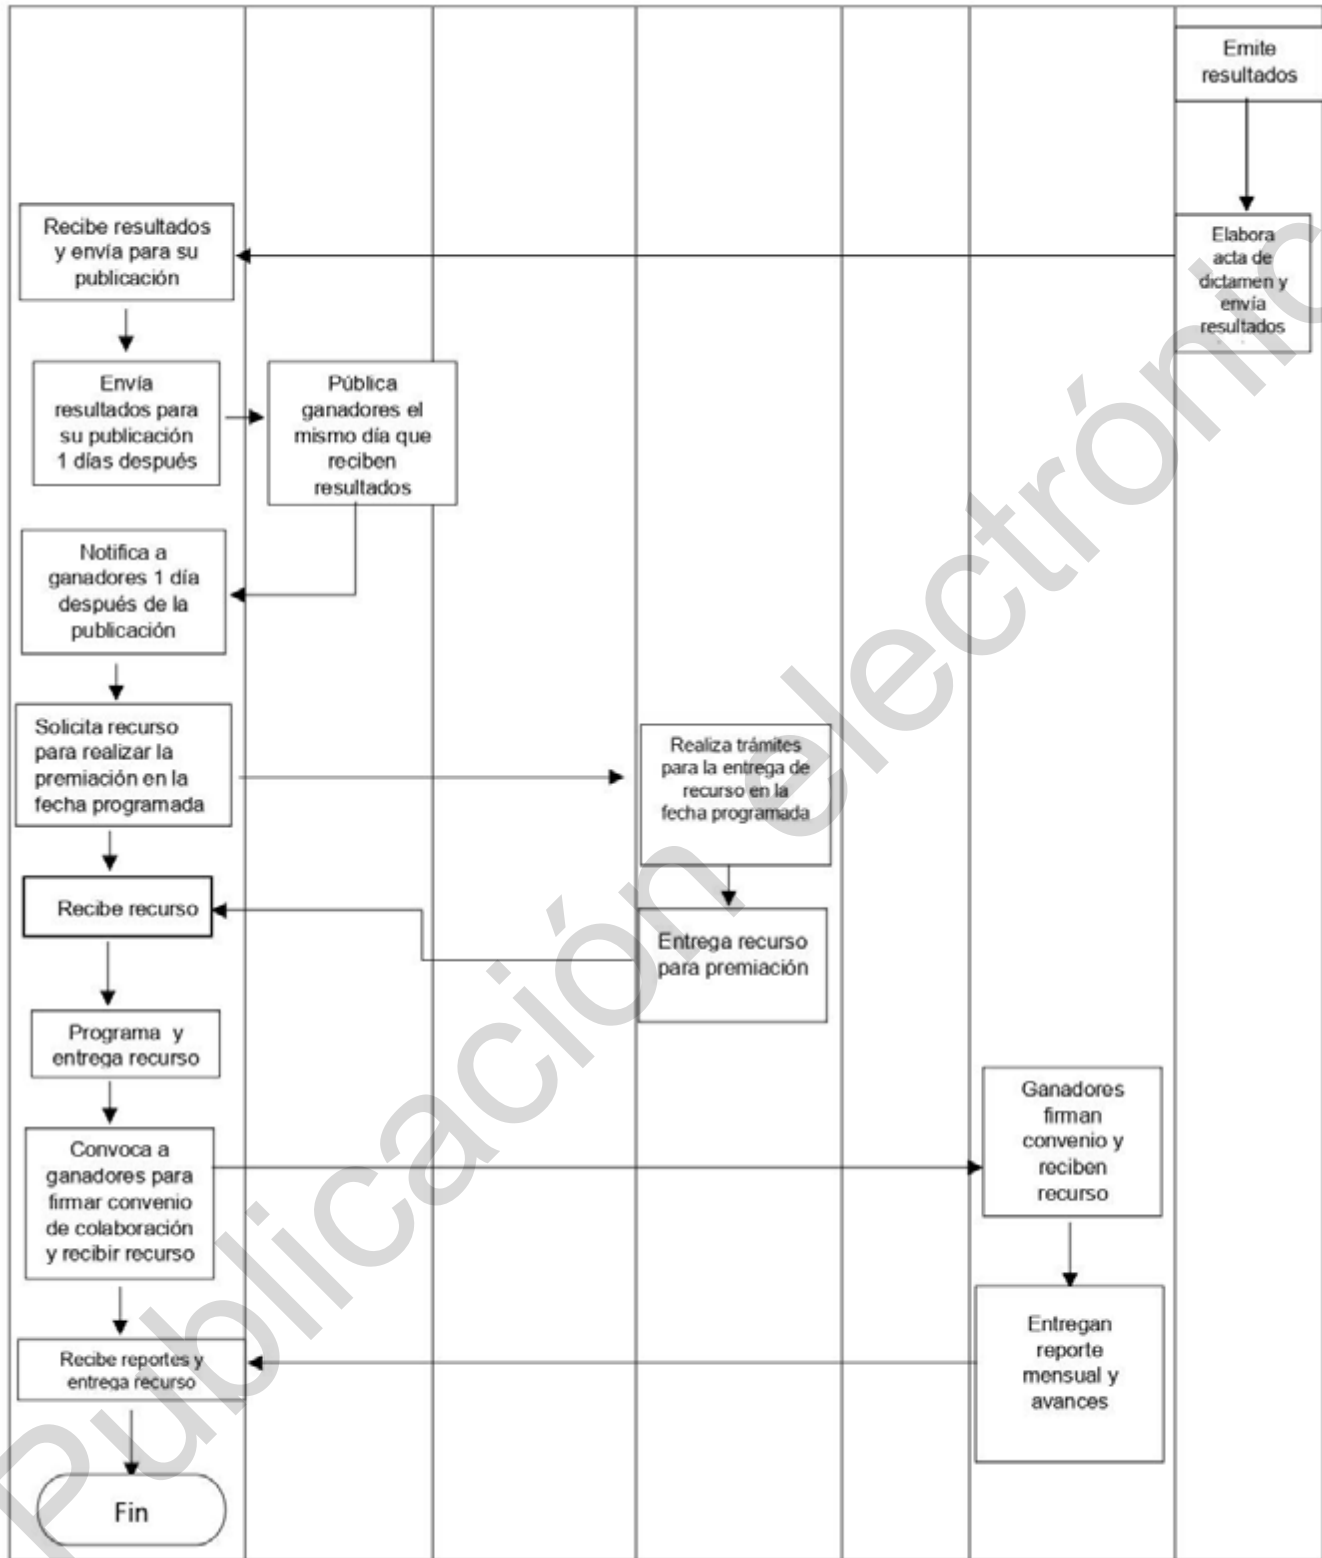 Emite
resultados
Elabora
acta de
dictamen y
envía
resultados
Recibe resultados
y envía para su
publicación
Envía
resultados para
su publicación
1 días después
Pública
ganadores el
mismo día que
reciben
resultados
Notifica a
ganadores 1 día
después de la
publicación
Solicita recurso
para realizar la
premiación en la
fecha programada
Realiza trámites
para la entrega de
recurso en la
fecha programada
Recibe recurso
Entrega recurso
para premiación
Programa y
entrega recurso
Convoca a
ganadores para
firmar convenio
de colaboración
y recibir recurso
Ganadores
firman
convenio y
reciben
recurso
Entregan
reporte
mensual y
avances
Recibe reportes y
entrega recurso
Fin
Publicación electrónic